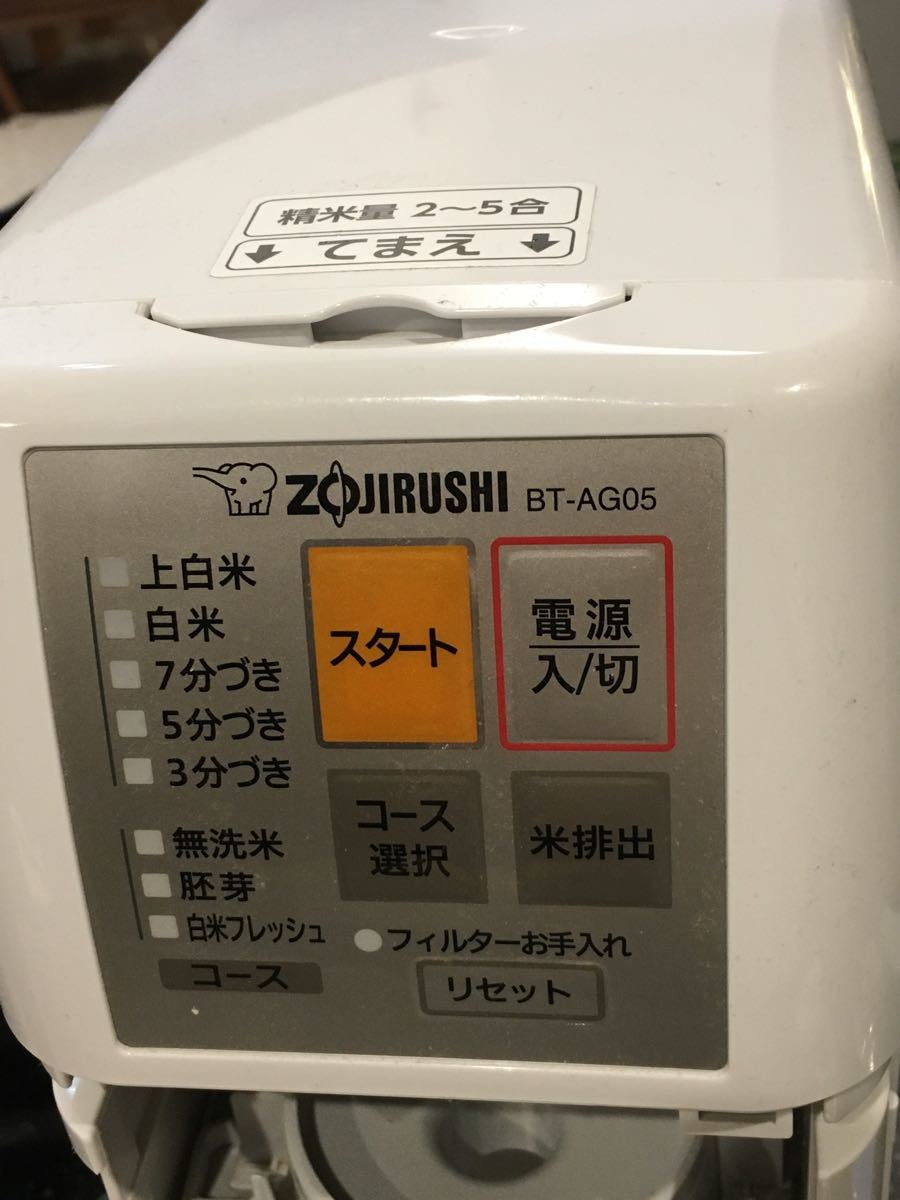 精米量 2〜5合
↓ てまえ ↓
ZOJIRUSHI BT-AG05
上白米
白米
7分づき
5分づき
3分づき
無洗米
胚芽
白米フレッシュ
コース
スタート
電源
入/切
コース
選択
米排出
フィルターお手入れ
リセット